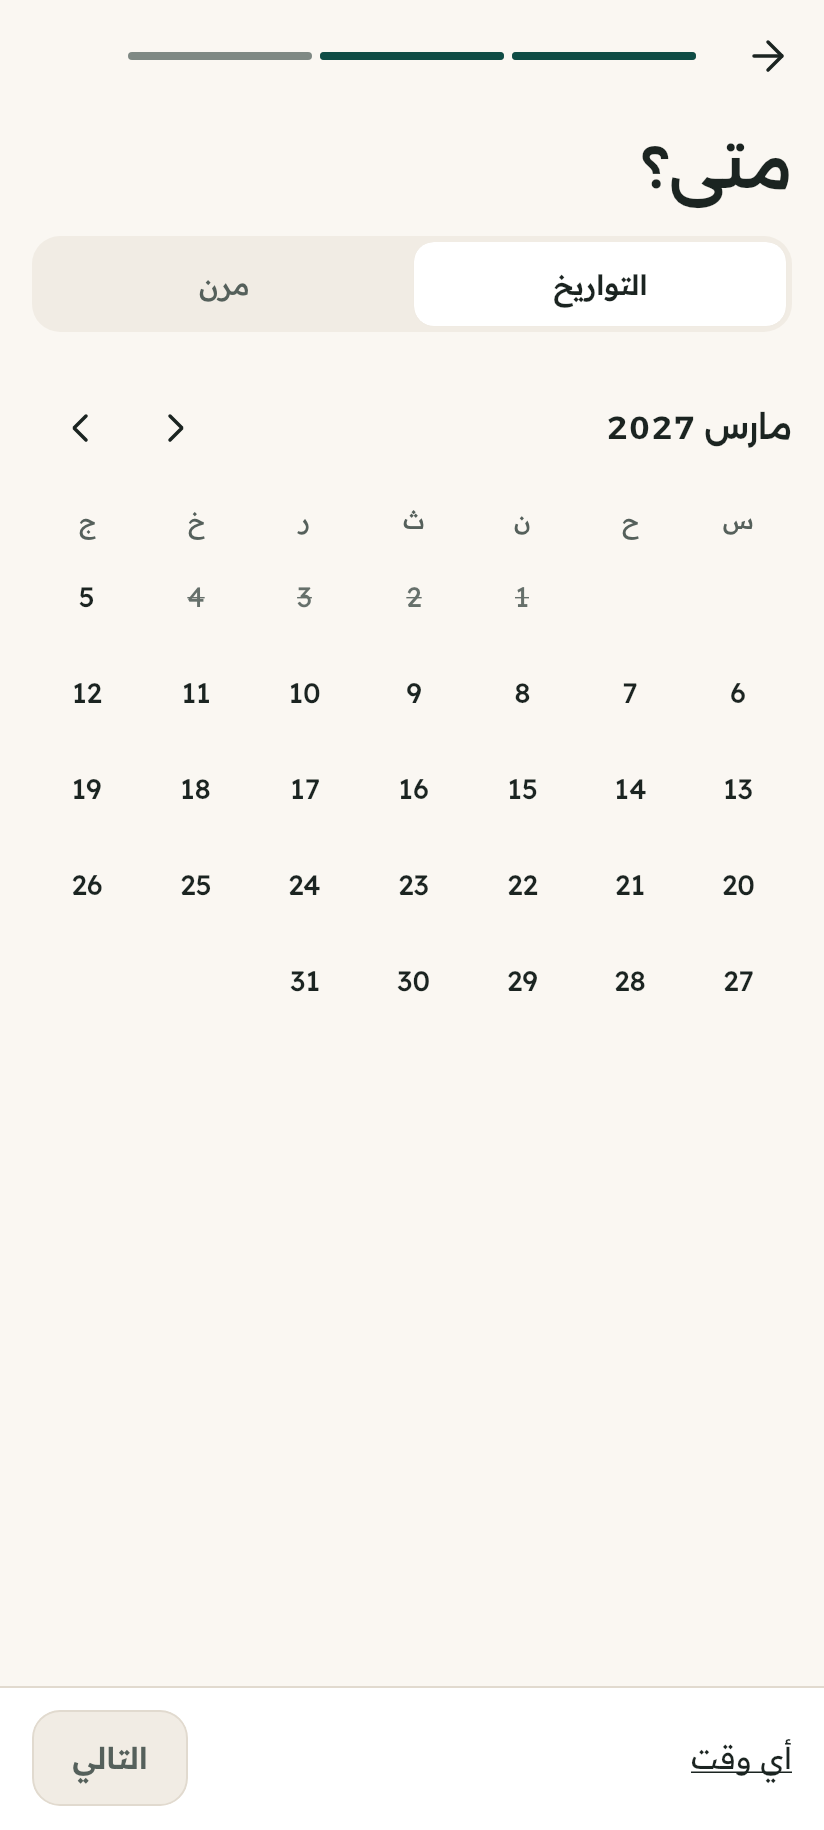 متى؟
التواريخ مرن
مارس 2027
س ح ن ث ر خ ج
1 2 3 4 5
6 7 8 9 10 11 12
13 14 15 16 17 18 19
20 21 22 23 24 25 26
27 28 29 30 31
أي وقت التالي